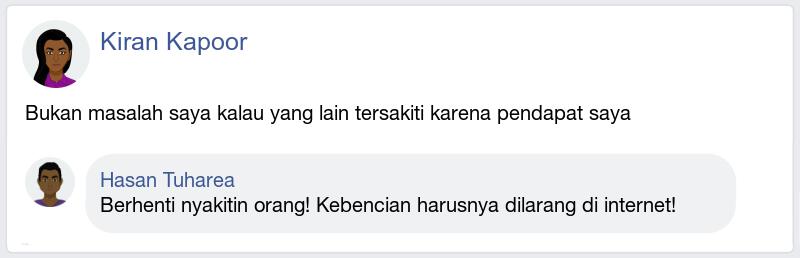 Kiran Kapoor
Bukan masalah saya kalau yang lain tersakiti karena pendapat saya
Hasan Tuharea
Berhenti nyakitin orang! Kebencian harusnya dilarang di internet!